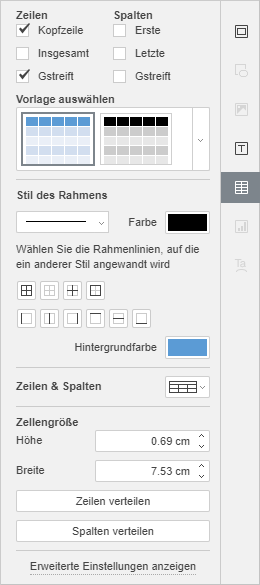 Zeilen Spalten
Kopfzeile Erste
Insgesamt Letzte
Gstreift Gstreift
Vorlage auswählen
Stil des Rahmens
Farbe
Wählen Sie die Rahmenlinien, auf die
ein anderer Stil angewandt wird
Hintergrundfarbe
Zeilen & Spalten
Zellengröße
Höhe 0.69 cm
Breite 7.53 cm
Zeilen verteilen
Spalten verteilen
Erweiterte Einstellungen anzeigen
T
Ta